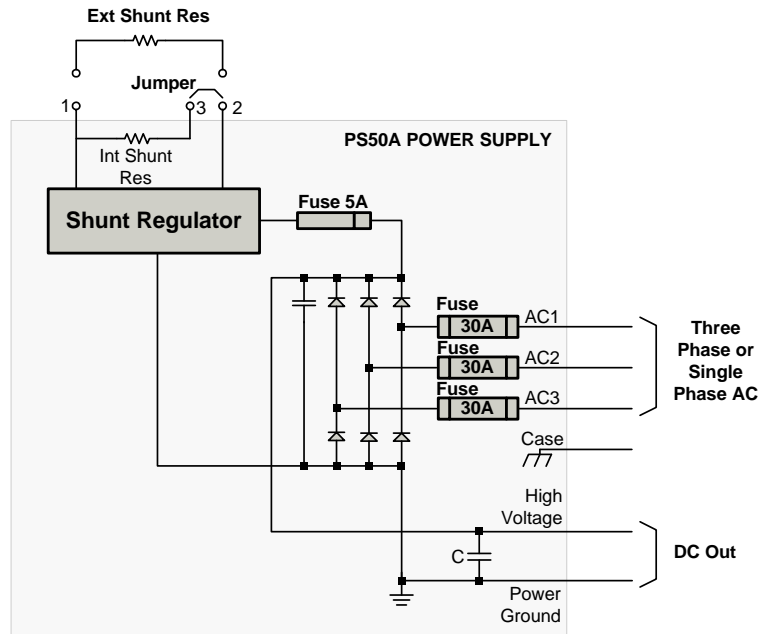 Ext Shunt Res
Jumper
1
3
2
Int Shunt
Res
PS50A POWER SUPPLY
Shunt Regulator
Fuse 5A
Fuse
30A
AC1
Fuse
30A
AC2
Fuse
30A
AC3
Three
Phase or
Single
Phase AC
Case
High
Voltage
C
DC Out
Power
Ground